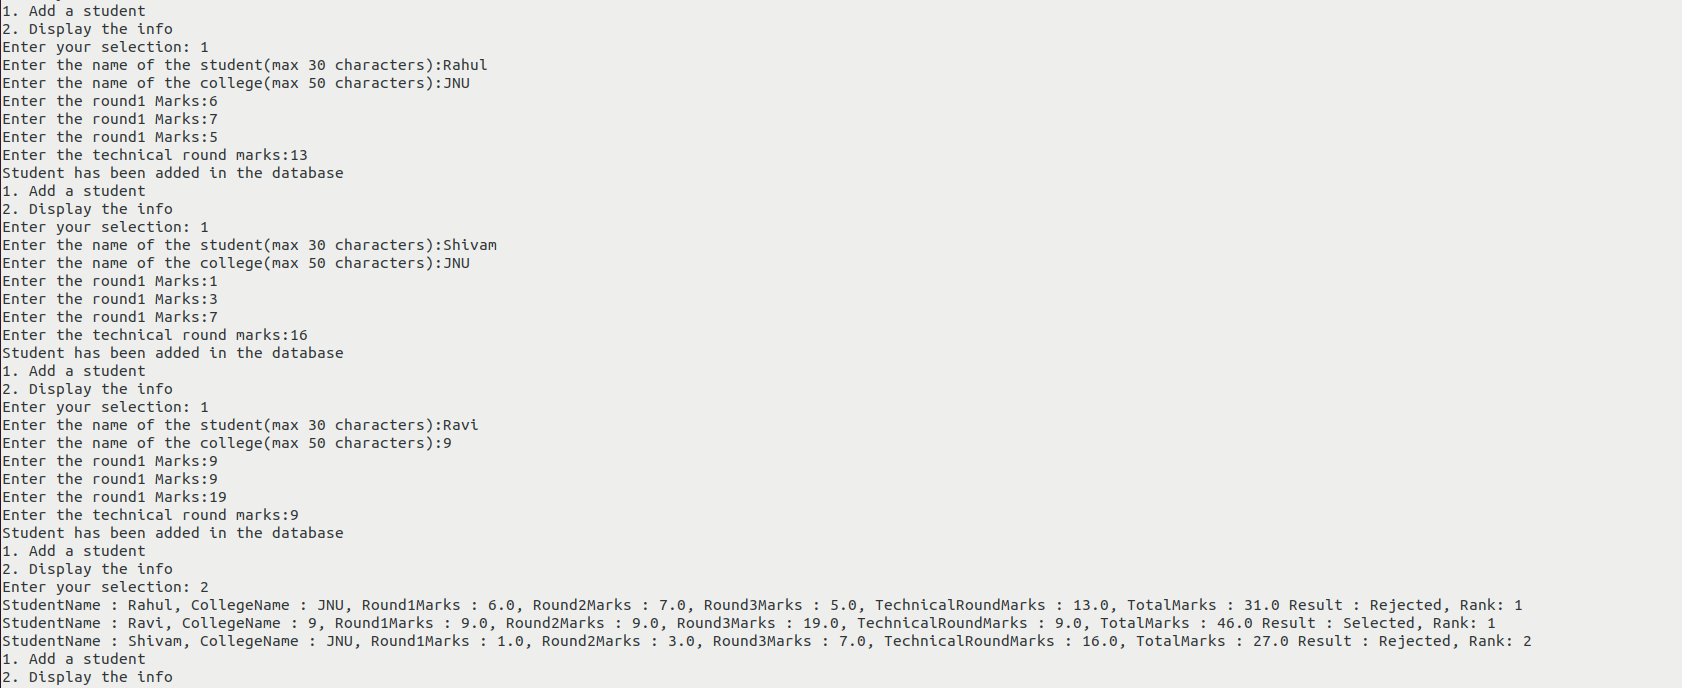 1. Add a student
2. Display the info
Enter your selection: 1
Enter the name of the student(max 30 characters):Rahul
Enter the name of the college(max 50 characters):JNU
Enter the round1 Marks:6
Enter the round1 Marks:7
Enter the round1 Marks:5
Enter the technical round marks:13
Student has been added in the database
1. Add a student
2. Display the info
Enter your selection: 1
Enter the name of the student(max 30 characters):Shivam
Enter the name of the college(max 50 characters):JNU
Enter the round1 Marks:1
Enter the round1 Marks:3
Enter the round1 Marks:7
Enter the technical round marks:16
Student has been added in the database
1. Add a student
2. Display the info
Enter your selection: 1
Enter the name of the student(max 30 characters):Ravi
Enter the name of the college(max 50 characters):9
Enter the round1 Marks:9
Enter the round1 Marks:9
Enter the round1 Marks:19
Enter the technical round marks:9
Student has been added in the database
1. Add a student
2. Display the info
Enter your selection: 2
StudentName : Rahul, CollegeName : JNU, Round1Marks : 6.0, Round2Marks : 7.0, Round3Marks : 5.0, TechnicalRoundMarks : 13.0, TotalMarks : 31.0 Result : Rejected, Rank: 1
StudentName : Ravi, CollegeName : 9, Round1Marks : 9.0, Round2Marks : 9.0, Round3Marks : 19.0, TechnicalRoundMarks : 9.0, TotalMarks : 46.0 Result : Selected, Rank: 1
StudentName : Shivam, CollegeName : JNU, Round1Marks : 1.0, Round2Marks : 3.0, Round3Marks : 7.0, TechnicalRoundMarks : 16.0, TotalMarks : 27.0 Result : Rejected, Rank: 2
1. Add a student
2. Display the info